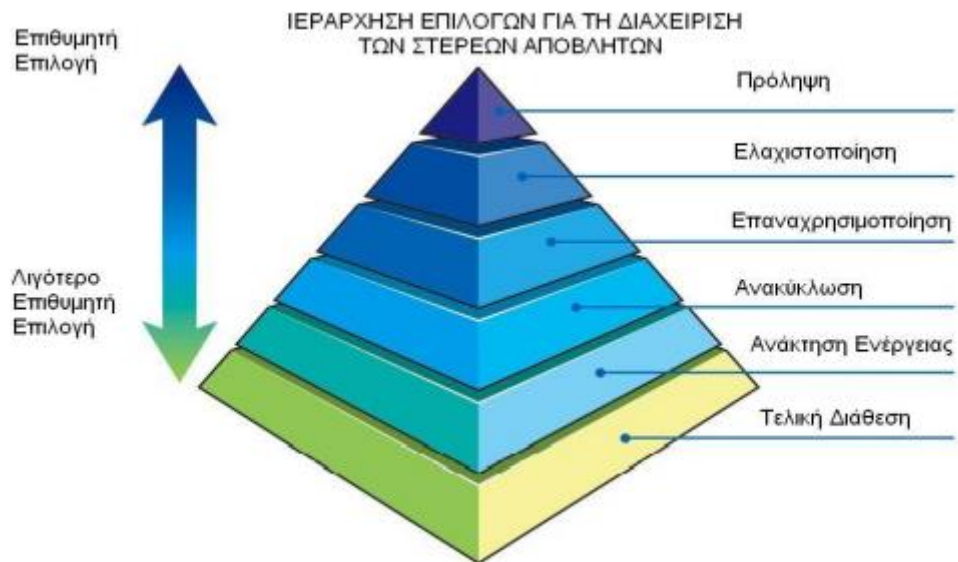 ΙΕΡΑΡΧΗΣΗ ΕΠΙΛΟΓΩΝ ΓΙΑ ΤΗ ΔΙΑΧΕΙΡΙΣΗ
ΤΩΝ ΣΤΕΡΕΩΝ ΑΠΟΒΛΗΤΩΝ
Επιθυμητή
Επιλογή
Πρόληψη
Ελαχιστοποίηση
Επαναχρησιμοποίηση
Λιγότερο
Επιθυμητή
Επιλογή
Ανακύκλωση
Ανάκτηση Ενέργειας
Τελική Διάθεση